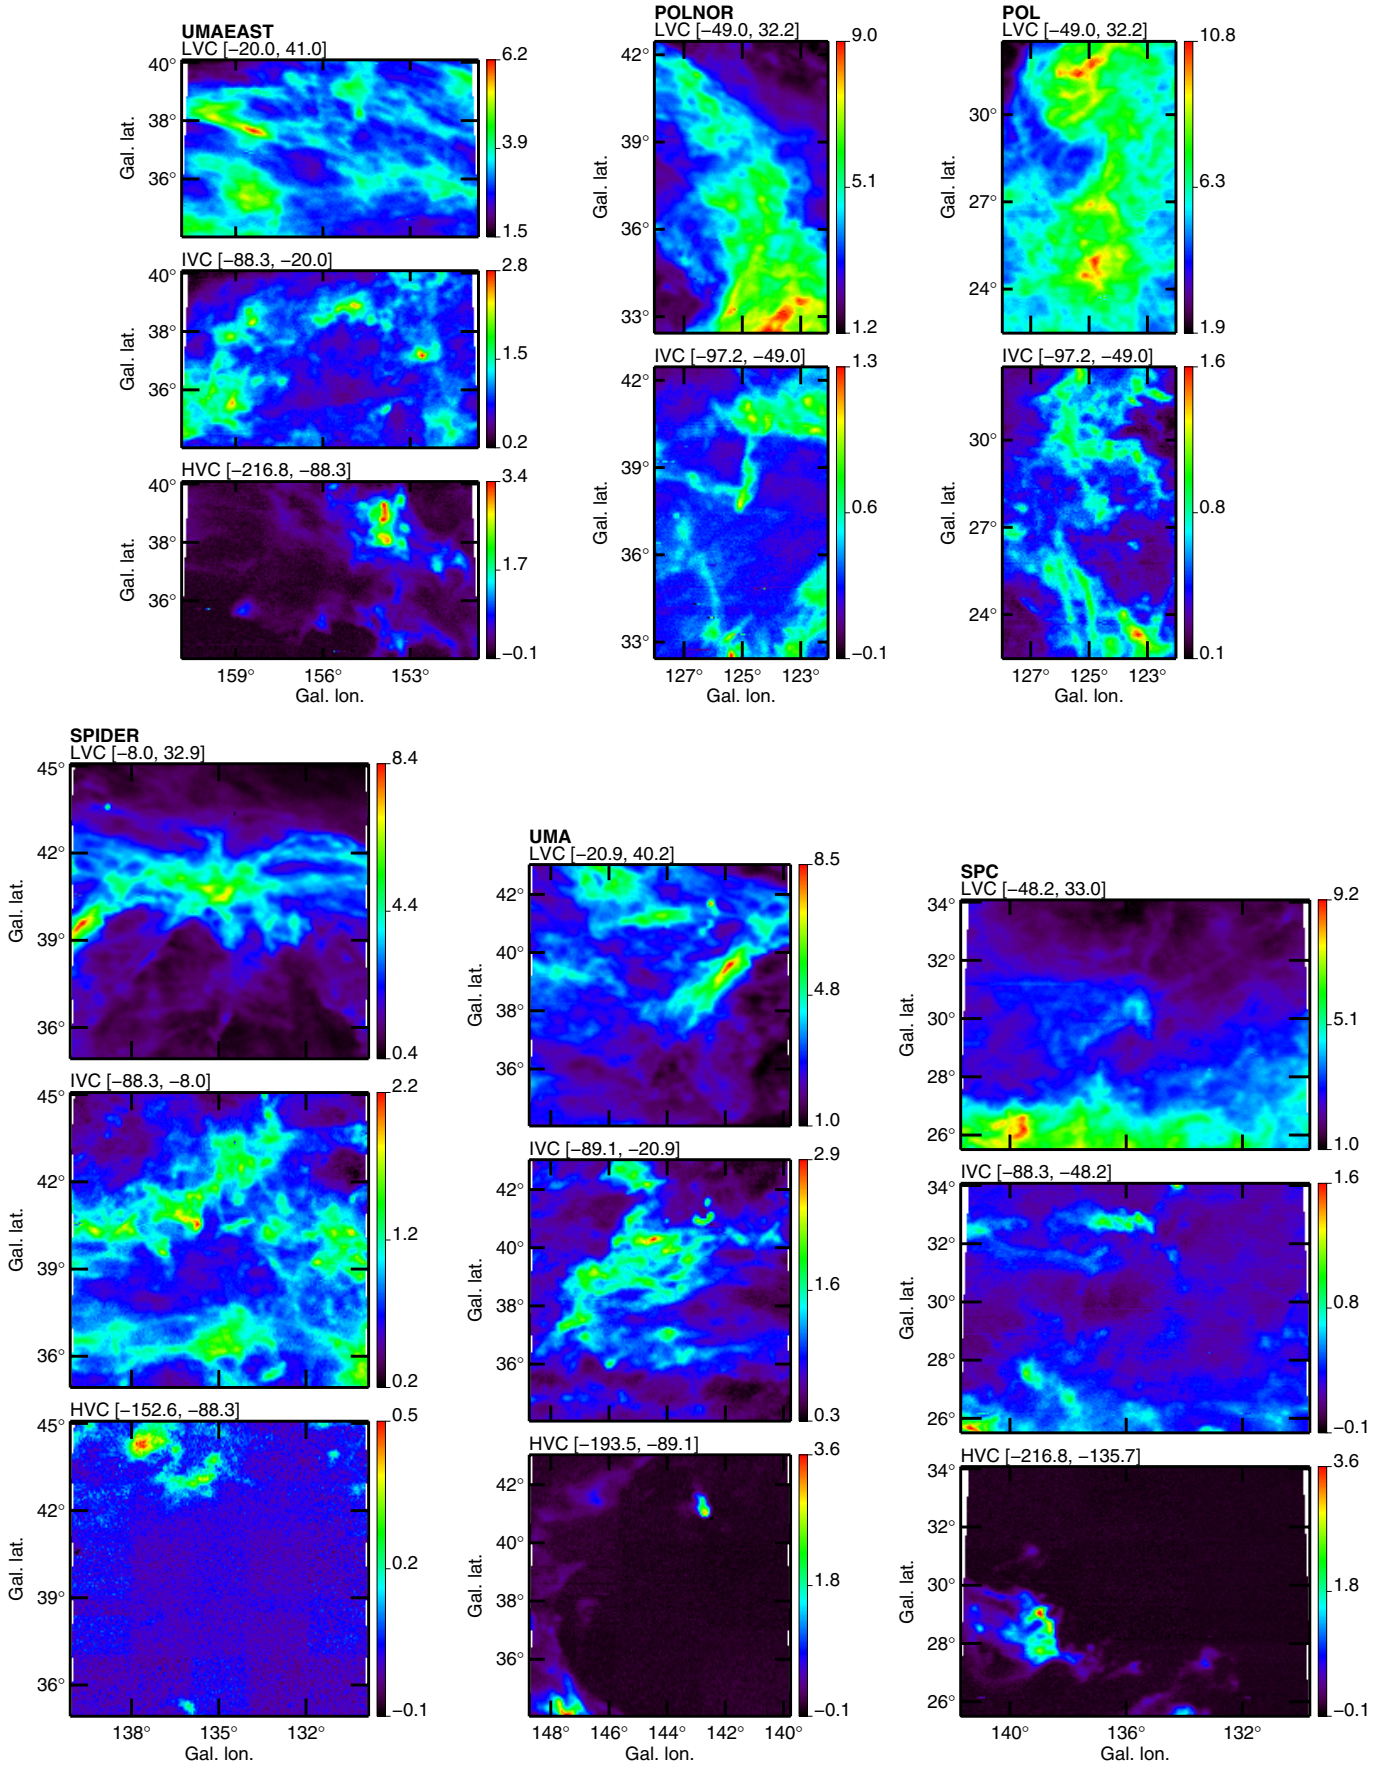 UMAEAST
LVC [−20.0, 41.0]
40°
38°
36°
Gal. lat.
6.2
3.9
1.5
IVC [−88.3, −20.0]
40°
38°
36°
Gal. lat.
2.8
1.5
0.2
HVC [−216.8, −88.3]
40°
38°
36°
Gal. lat.
3.4
1.7
−0.1
159° 156° 153°
Gal. lon.
POLNOR
LVC [−49.0, 32.2]
42°
39°
36°
33°
Gal. lat.
9.0
5.1
1.2
IVC [−97.2, −49.0]
42°
39°
36°
33°
Gal. lat.
1.3
0.6
−0.1
127° 125° 123°
Gal. lon.
POL
LVC [−49.0, 32.2]
30°
27°
24°
Gal. lat.
10.8
6.3
1.9
IVC [−97.2, −49.0]
30°
27°
24°
Gal. lat.
1.6
0.8
0.1
127° 125° 123°
Gal. lon.
SPIDER
LVC [−8.0, 32.9]
45°
42°
39°
36°
Gal. lat.
8.4
4.4
0.4
IVC [−88.3, −8.0]
45°
42°
39°
36°
Gal. lat.
2.2
1.2
0.2
HVC [−152.6, −88.3]
45°
42°
39°
36°
Gal. lat.
0.5
0.2
−0.1
138° 135° 132°
Gal. lon.
UMA
LVC [−20.9, 40.2]
42°
40°
38°
36°
Gal. lat.
8.5
4.8
1.0
IVC [−89.1, −20.9]
42°
40°
38°
36°
Gal. lat.
2.9
1.6
0.3
HVC [−193.5, −89.1]
42°
40°
38°
36°
Gal. lat.
3.6
1.8
−0.1
148° 146° 144° 142° 140°
Gal. lon.
SPC
LVC [−48.2, 33.0]
34°
32°
30°
28°
26°
Gal. lat.
9.2
5.1
1.0
IVC [−88.3, −48.2]
34°
32°
30°
28°
26°
Gal. lat.
1.6
0.8
−0.1
HVC [−216.8, −135.7]
34°
32°
30°
28°
26°
Gal. lat.
3.6
1.8
−0.1
140° 136° 132°
Gal. lon.